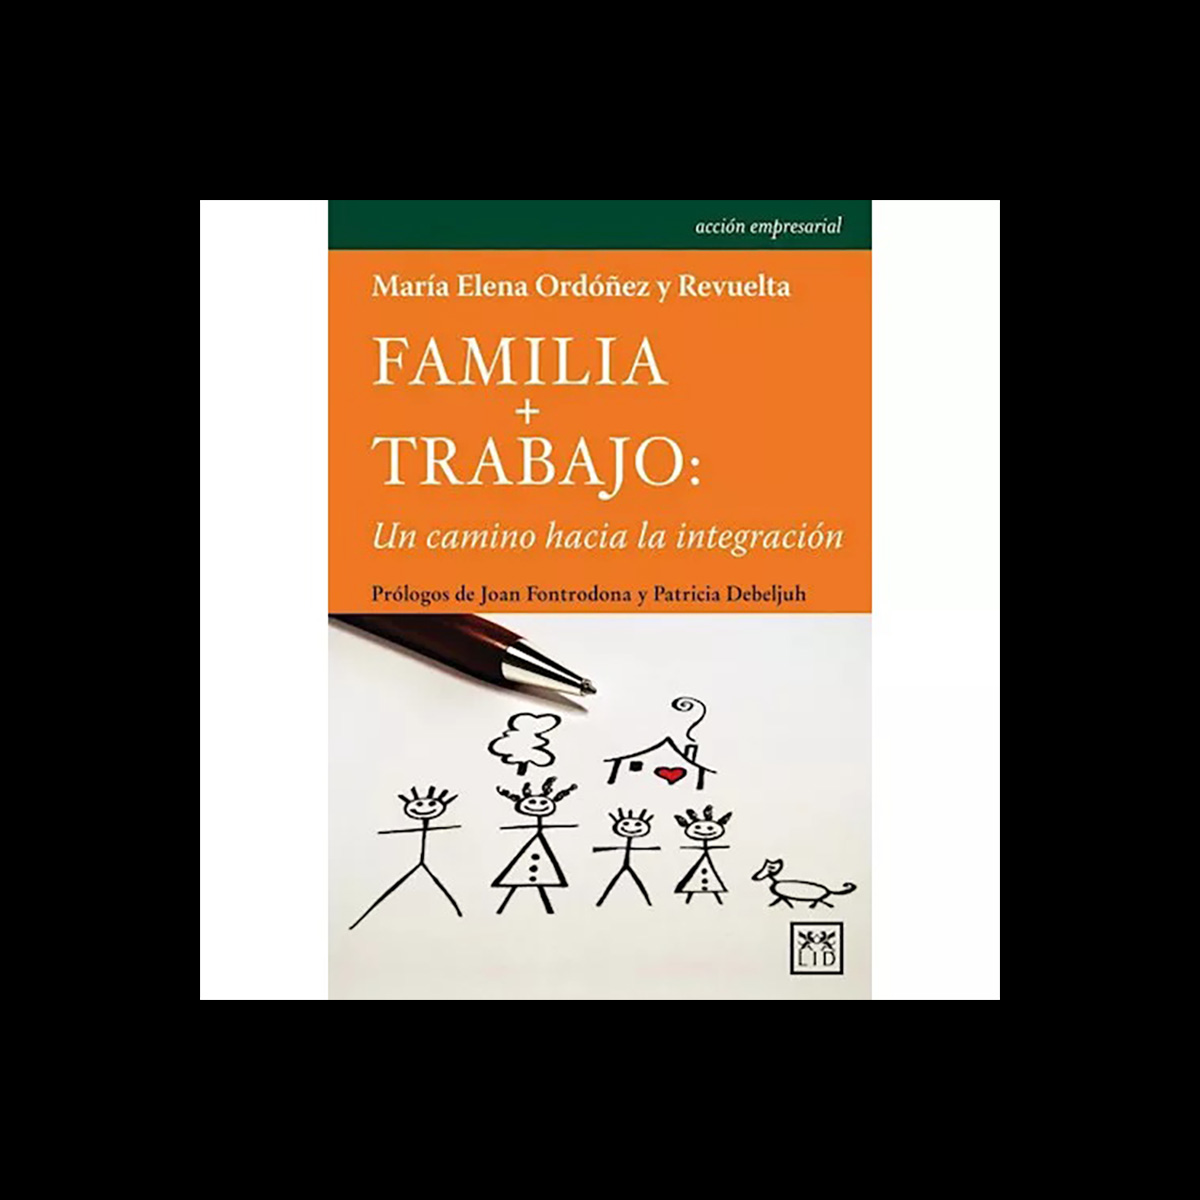 acción empresarial
María Elena Ordóñez y Revuelta
FAMILIA
+
TRABAJO:
Un camino hacia la integración
Prólogos de Joan Fontrodona y Patricia Debeljuh
LID